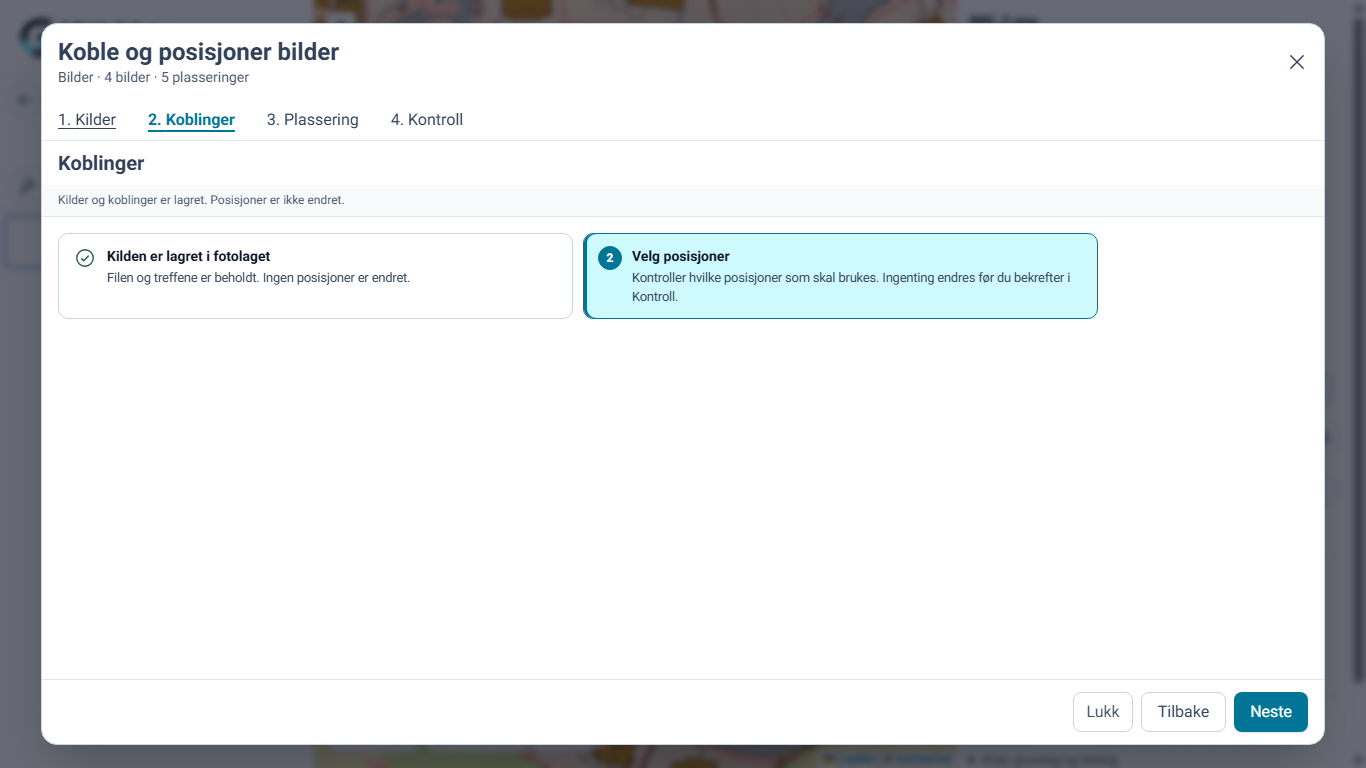 Koble og posisjoner bilder
Bilder · 4 bilder · 5 plasseringer
1. Kilder
2. Koblinger
3. Plassering
4. Kontroll
Koblinger
Kilder og koblinger er lagret. Posisjoner er ikke endret.
Kilden er lagret i fotolaget
Filen og treffene er beholdt. Ingen posisjoner er endret.
2
Velg posisjoner
Kontroller hvilke posisjoner som skal brukes. Ingenting endres før du bekrefter i
Kontroll.
Lukk
Tilbake
Neste